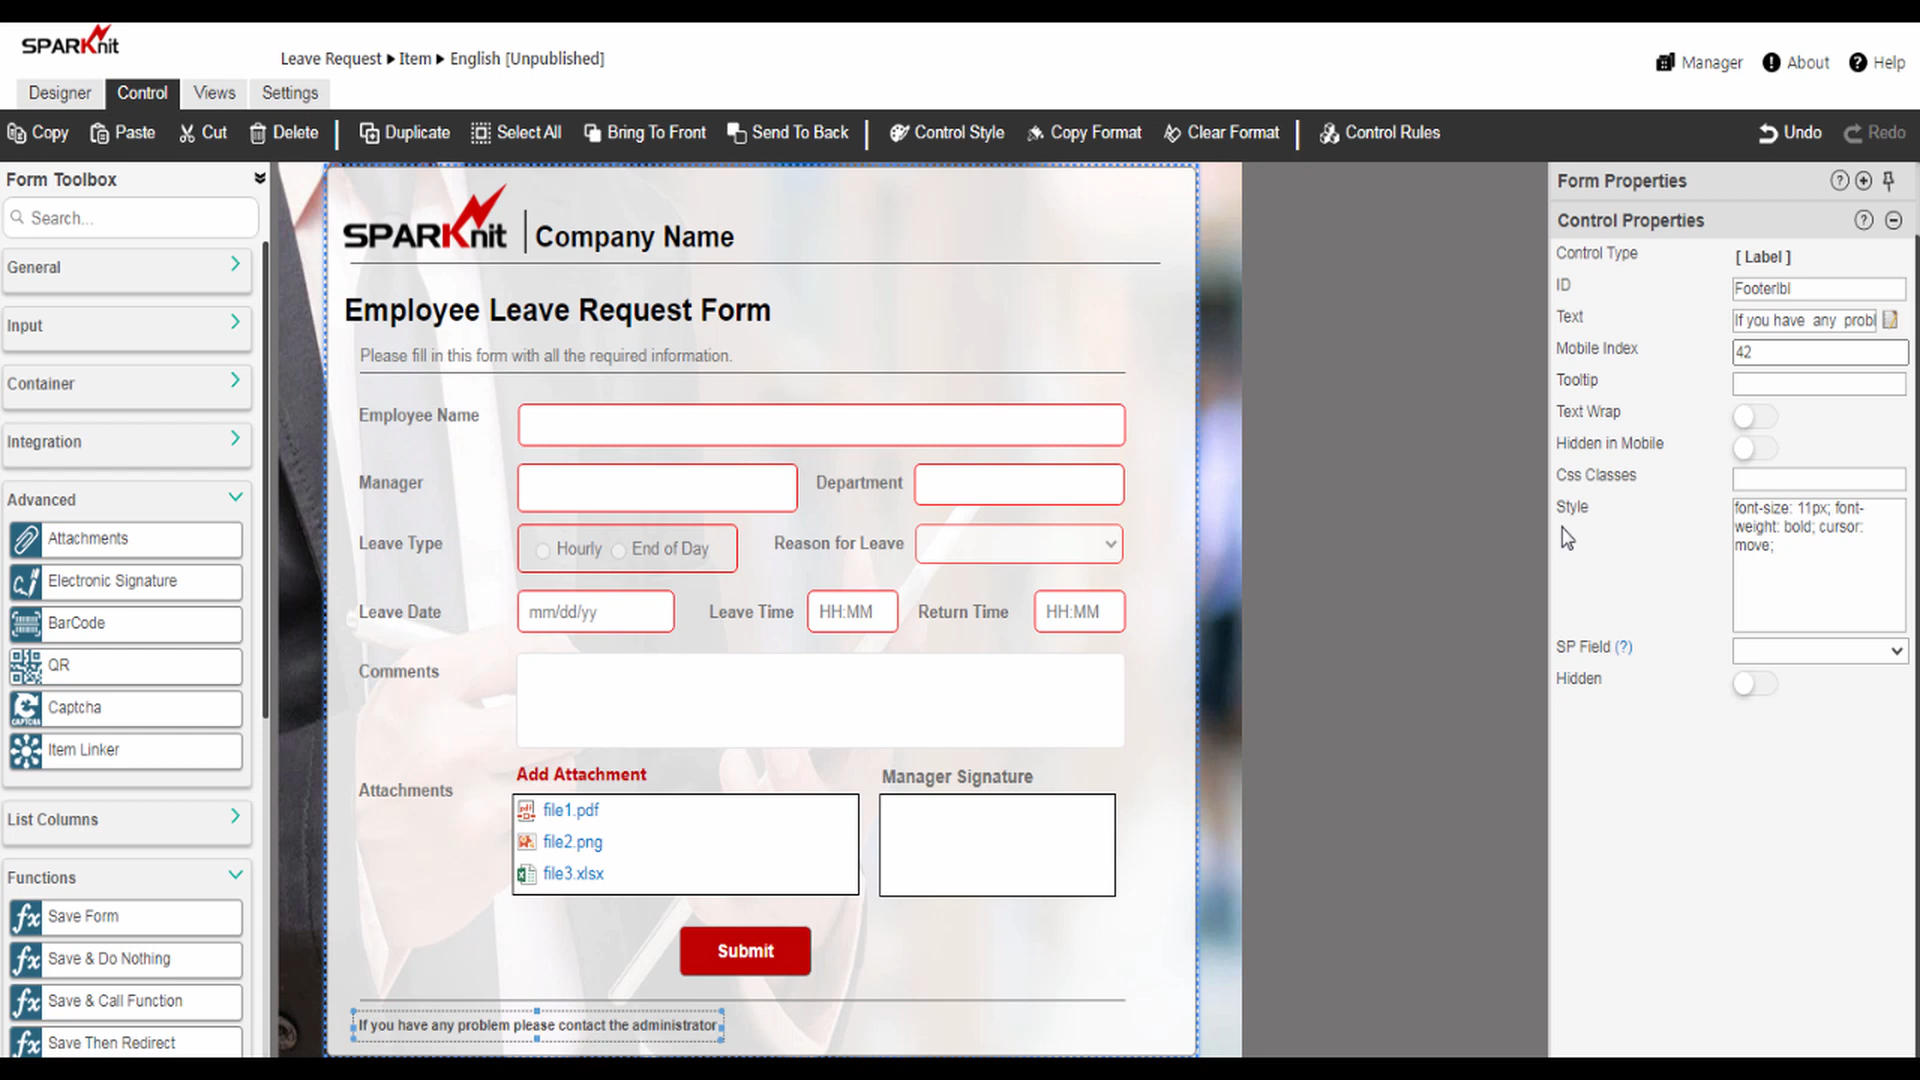 SPARKnit
Leave Request ▶ Item ▶ English [Unpublished]
Manager About Help
Designer Control Views Settings
Copy Paste Cut Delete Duplicate Select All Bring To Front Send To Back Control Style Copy Format Clear Format Control Rules Undo Redo
Form Toolbox
Search...
General
Input
Container
Integration
Advanced
Attachments
Electronic Signature
BarCode
QR
CAPTCHA
Captcha
Item Linker
List Columns
Functions
fx Save Form
fx Save & Do Nothing
fx Save & Call Function
fx Save Then Redirect
SPARKnit Company Name
Employee Leave Request Form
Please fill in this form with all the required information.
Employee Name
Manager Department
Leave Type Hourly End of Day Reason for Leave
Leave Date mm/dd/yy Leave Time HH:MM Return Time HH:MM
Comments
Attachments
Add Attachment
file1.pdf
file2.png
file3.xlsx
Manager Signature
Submit
If you have any problem please contact the administrator
Form Properties
Control Properties
Control Type [ Label ]
ID Footerlbl
Text If you have any probl
Mobile Index 42
Tooltip
Text Wrap
Hidden in Mobile
Css Classes
Style font-size: 11px; font-
weight: bold; cursor:
move;
SP Field (?)
Hidden